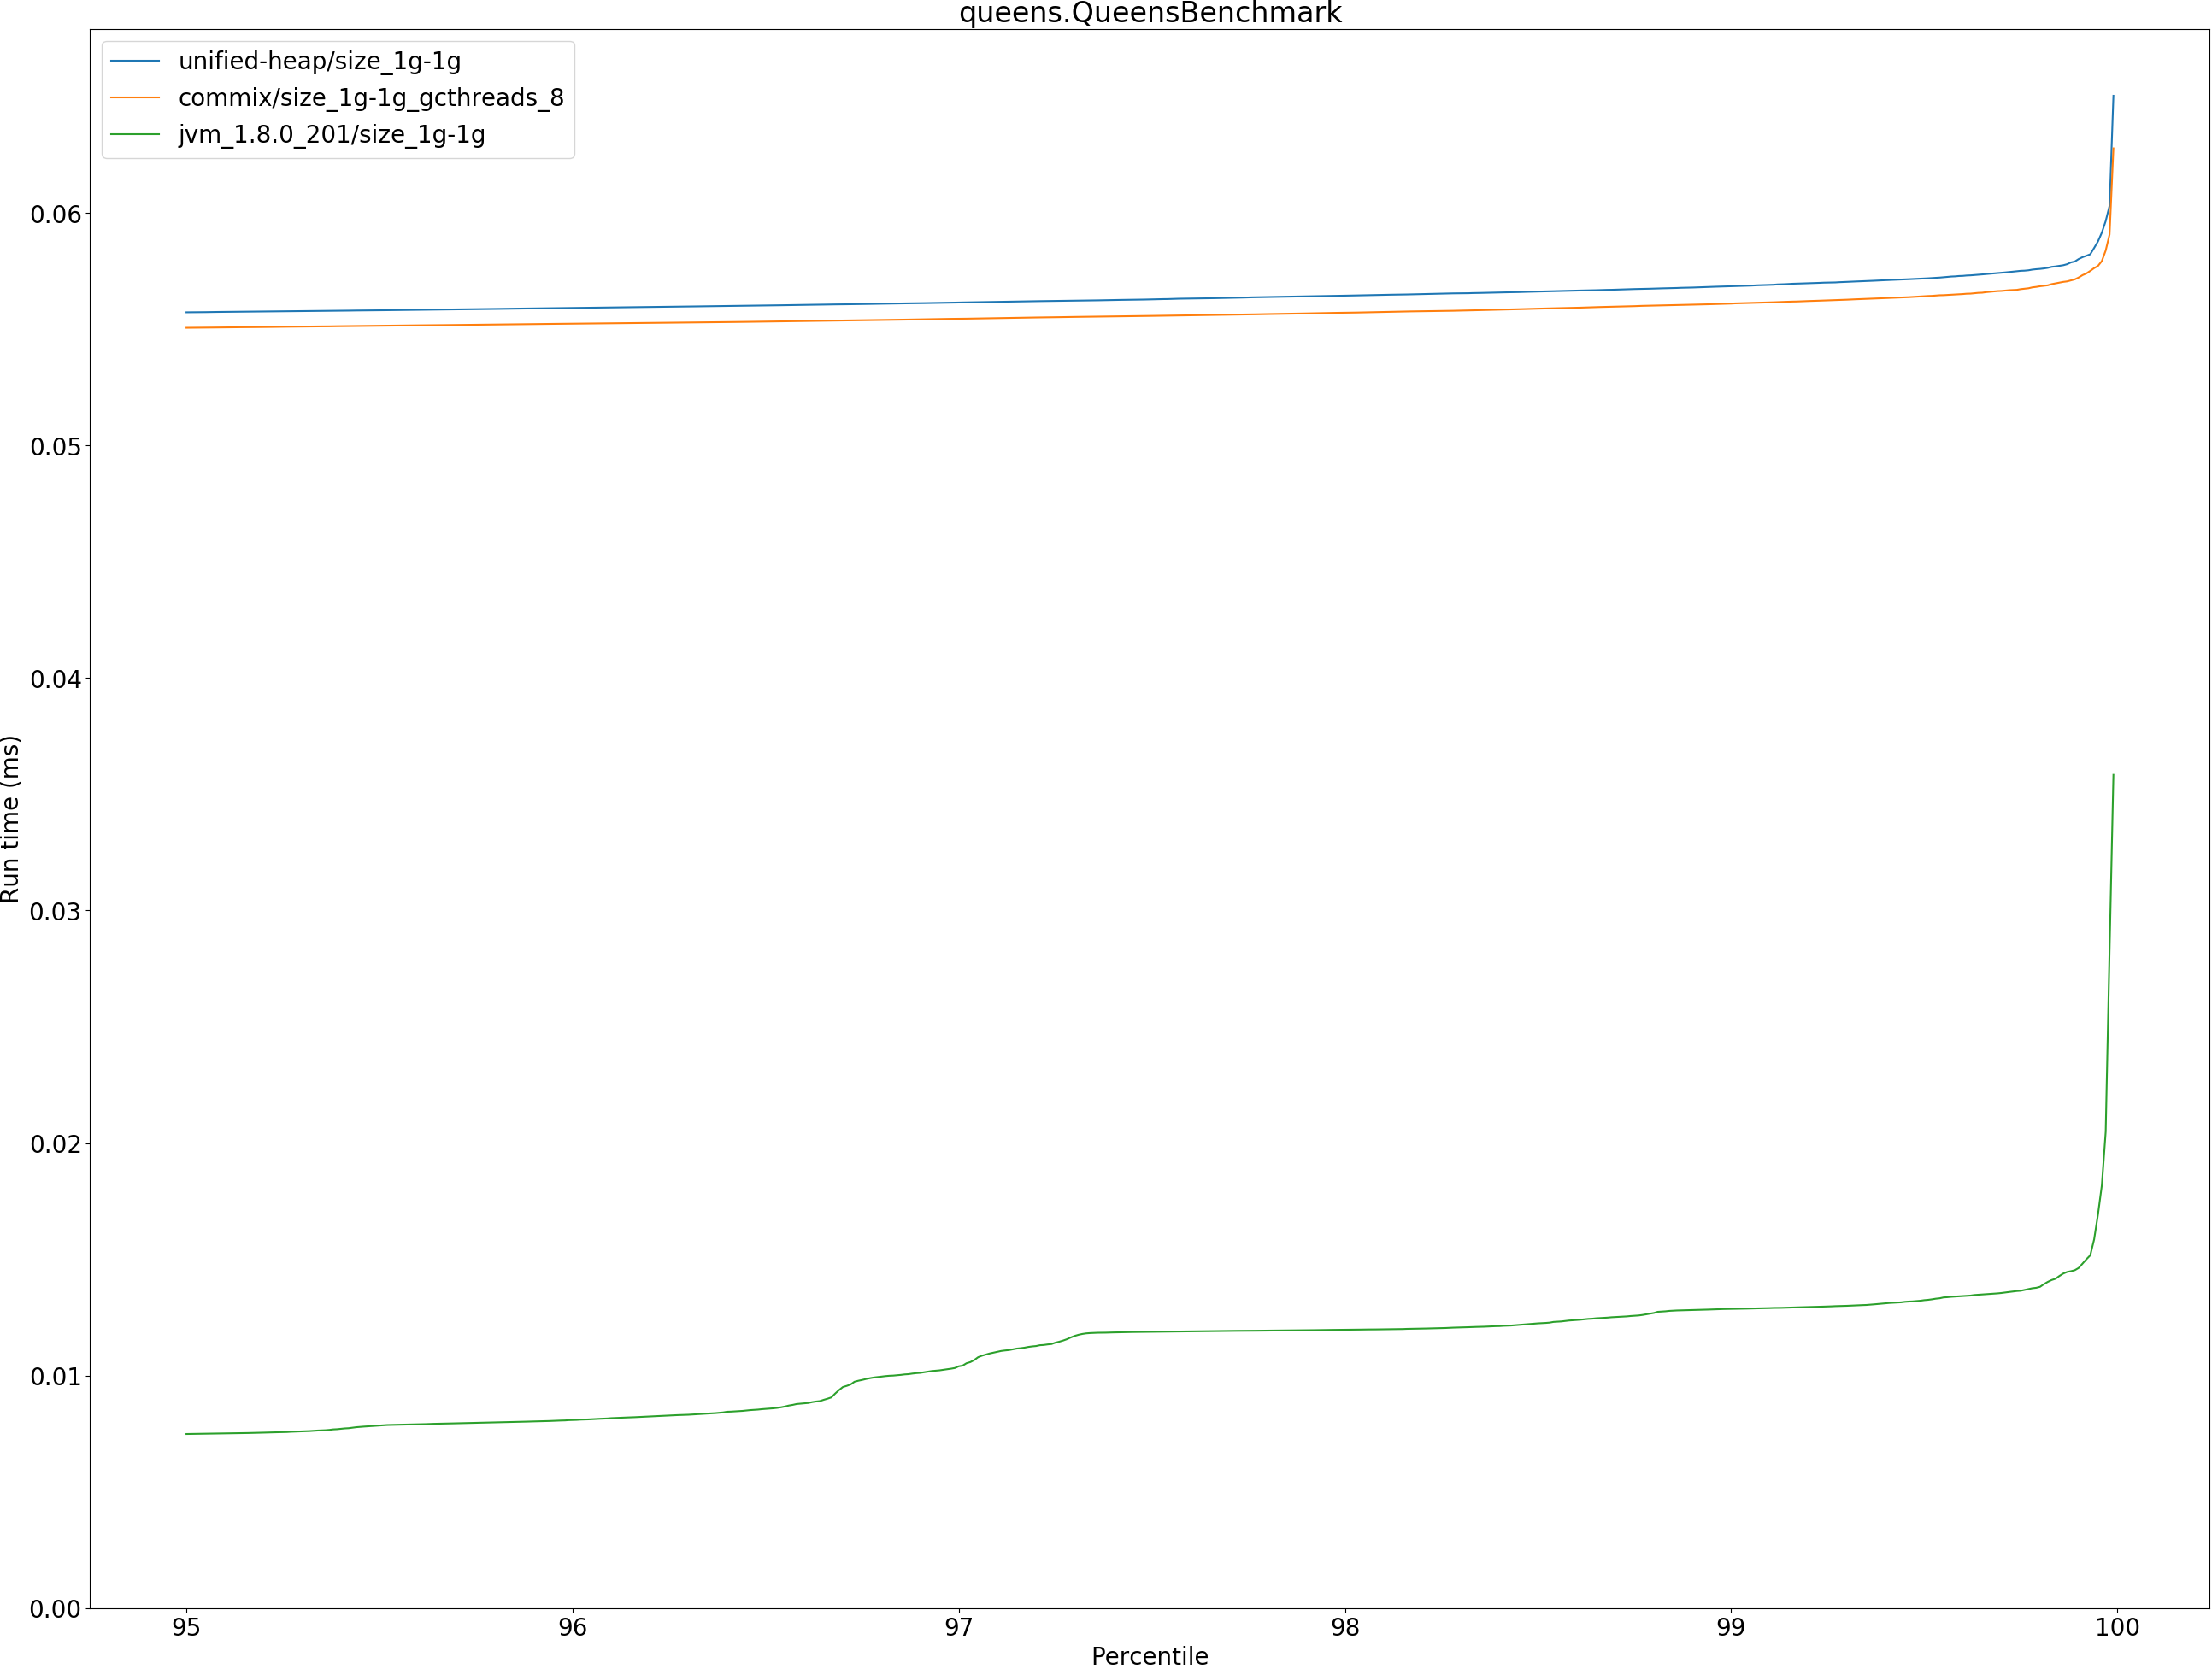 queens.QueensBenchmark
unified-heap/size_1g-1g
commix/size_1g-1g_gcthreads_8
jvm_1.8.0_201/size_1g-1g
Run time (ms)
0.06
0.05
0.04
0.03
0.02
0.01
0.00
95 96 97 98 99 100
Percentile